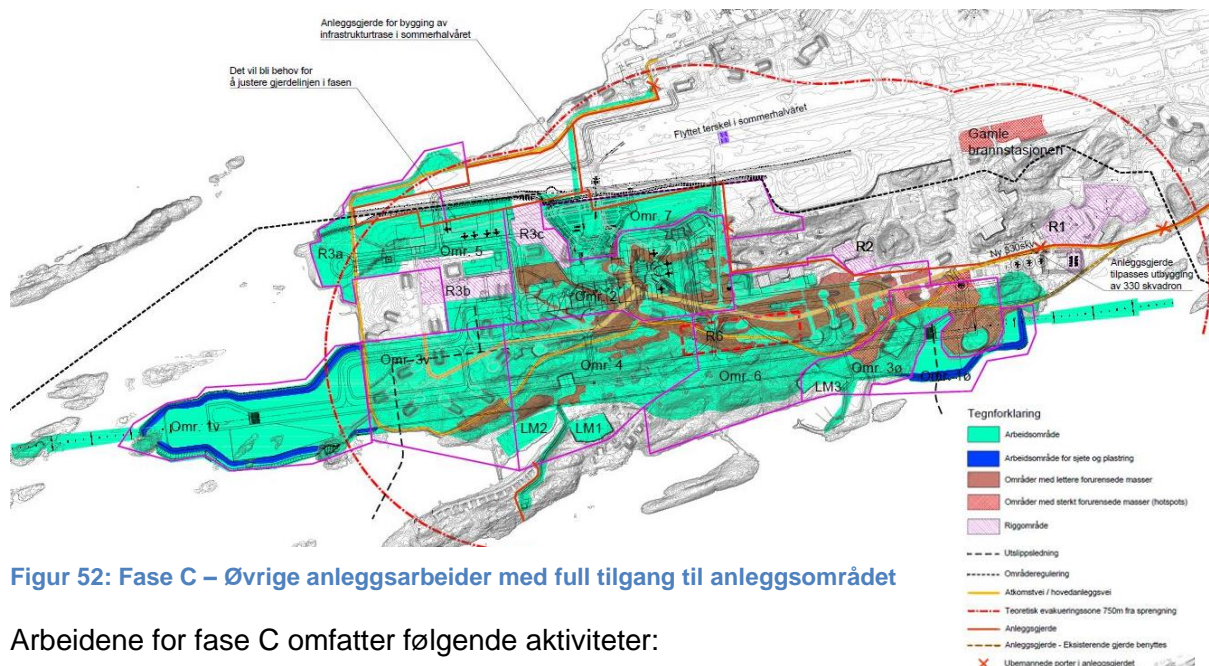 Anleggsgjerde for bygging av
infrastrukturtrase i sommerhalvåret
Det vil bli behov for
å justere gjerdelinjen i fasen
Flyttet terskel i sommerhalvåret
Gamle
brannstasjonen
R3a
Omr. 5
R3c
Omr. 7
R3b
Omr. 2
R2
R1
Ny 330skv
Anleggsgjerde
tilpasses utbygging
av 330 skvadron
Omr. 3v
Omr. 4
R6
Omr. 6
Omr. 3ø
Omr. 1ø
LM3
LM2
LM1
Omr. 1v
Tegnforklaring
Arbeidsområde
Arbeidsområde for sjete og plastring
Områder med lettere forurensede masser
Områder med sterkt forurensede masser (hotspots)
Riggområde
Utslippsledning
Områderegulering
Atkomstvei / hovedanleggsvei
Teoretisk evakueringssone 750m fra sprengning
Anleggsgjerde
Anleggsgjerde - Eksisterende gjerde benyttes
Ubemannede porter i anleggsgjerdet
Figur 52: Fase C – Øvrige anleggsarbeider med full tilgang til anleggsområdet
Arbeidene for fase C omfatter følgende aktiviteter: